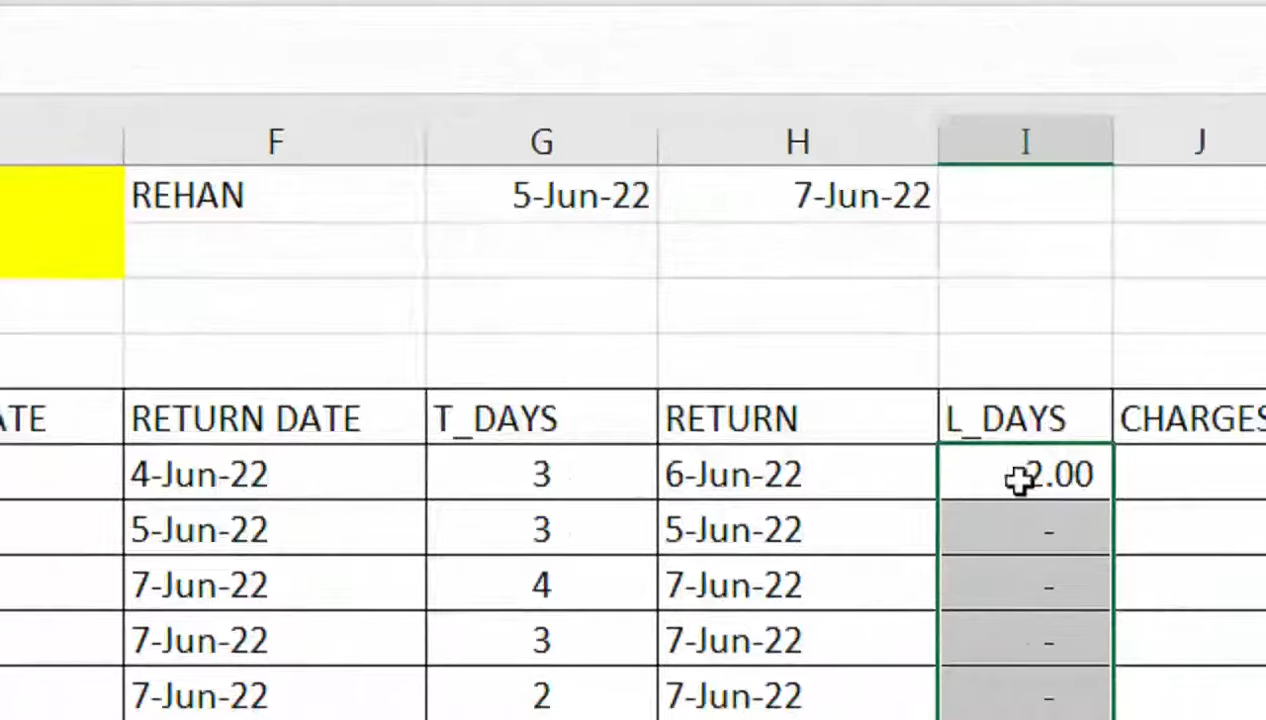 F G H I J
REHAN 5-Jun-22 7-Jun-22
ATE RETURN DATE T_DAYS RETURN L_DAYS CHARGES
4-Jun-22 3 6-Jun-22 2.00
5-Jun-22 3 5-Jun-22 -
7-Jun-22 4 7-Jun-22 -
7-Jun-22 3 7-Jun-22 -
7-Jun-22 2 7-Jun-22 -